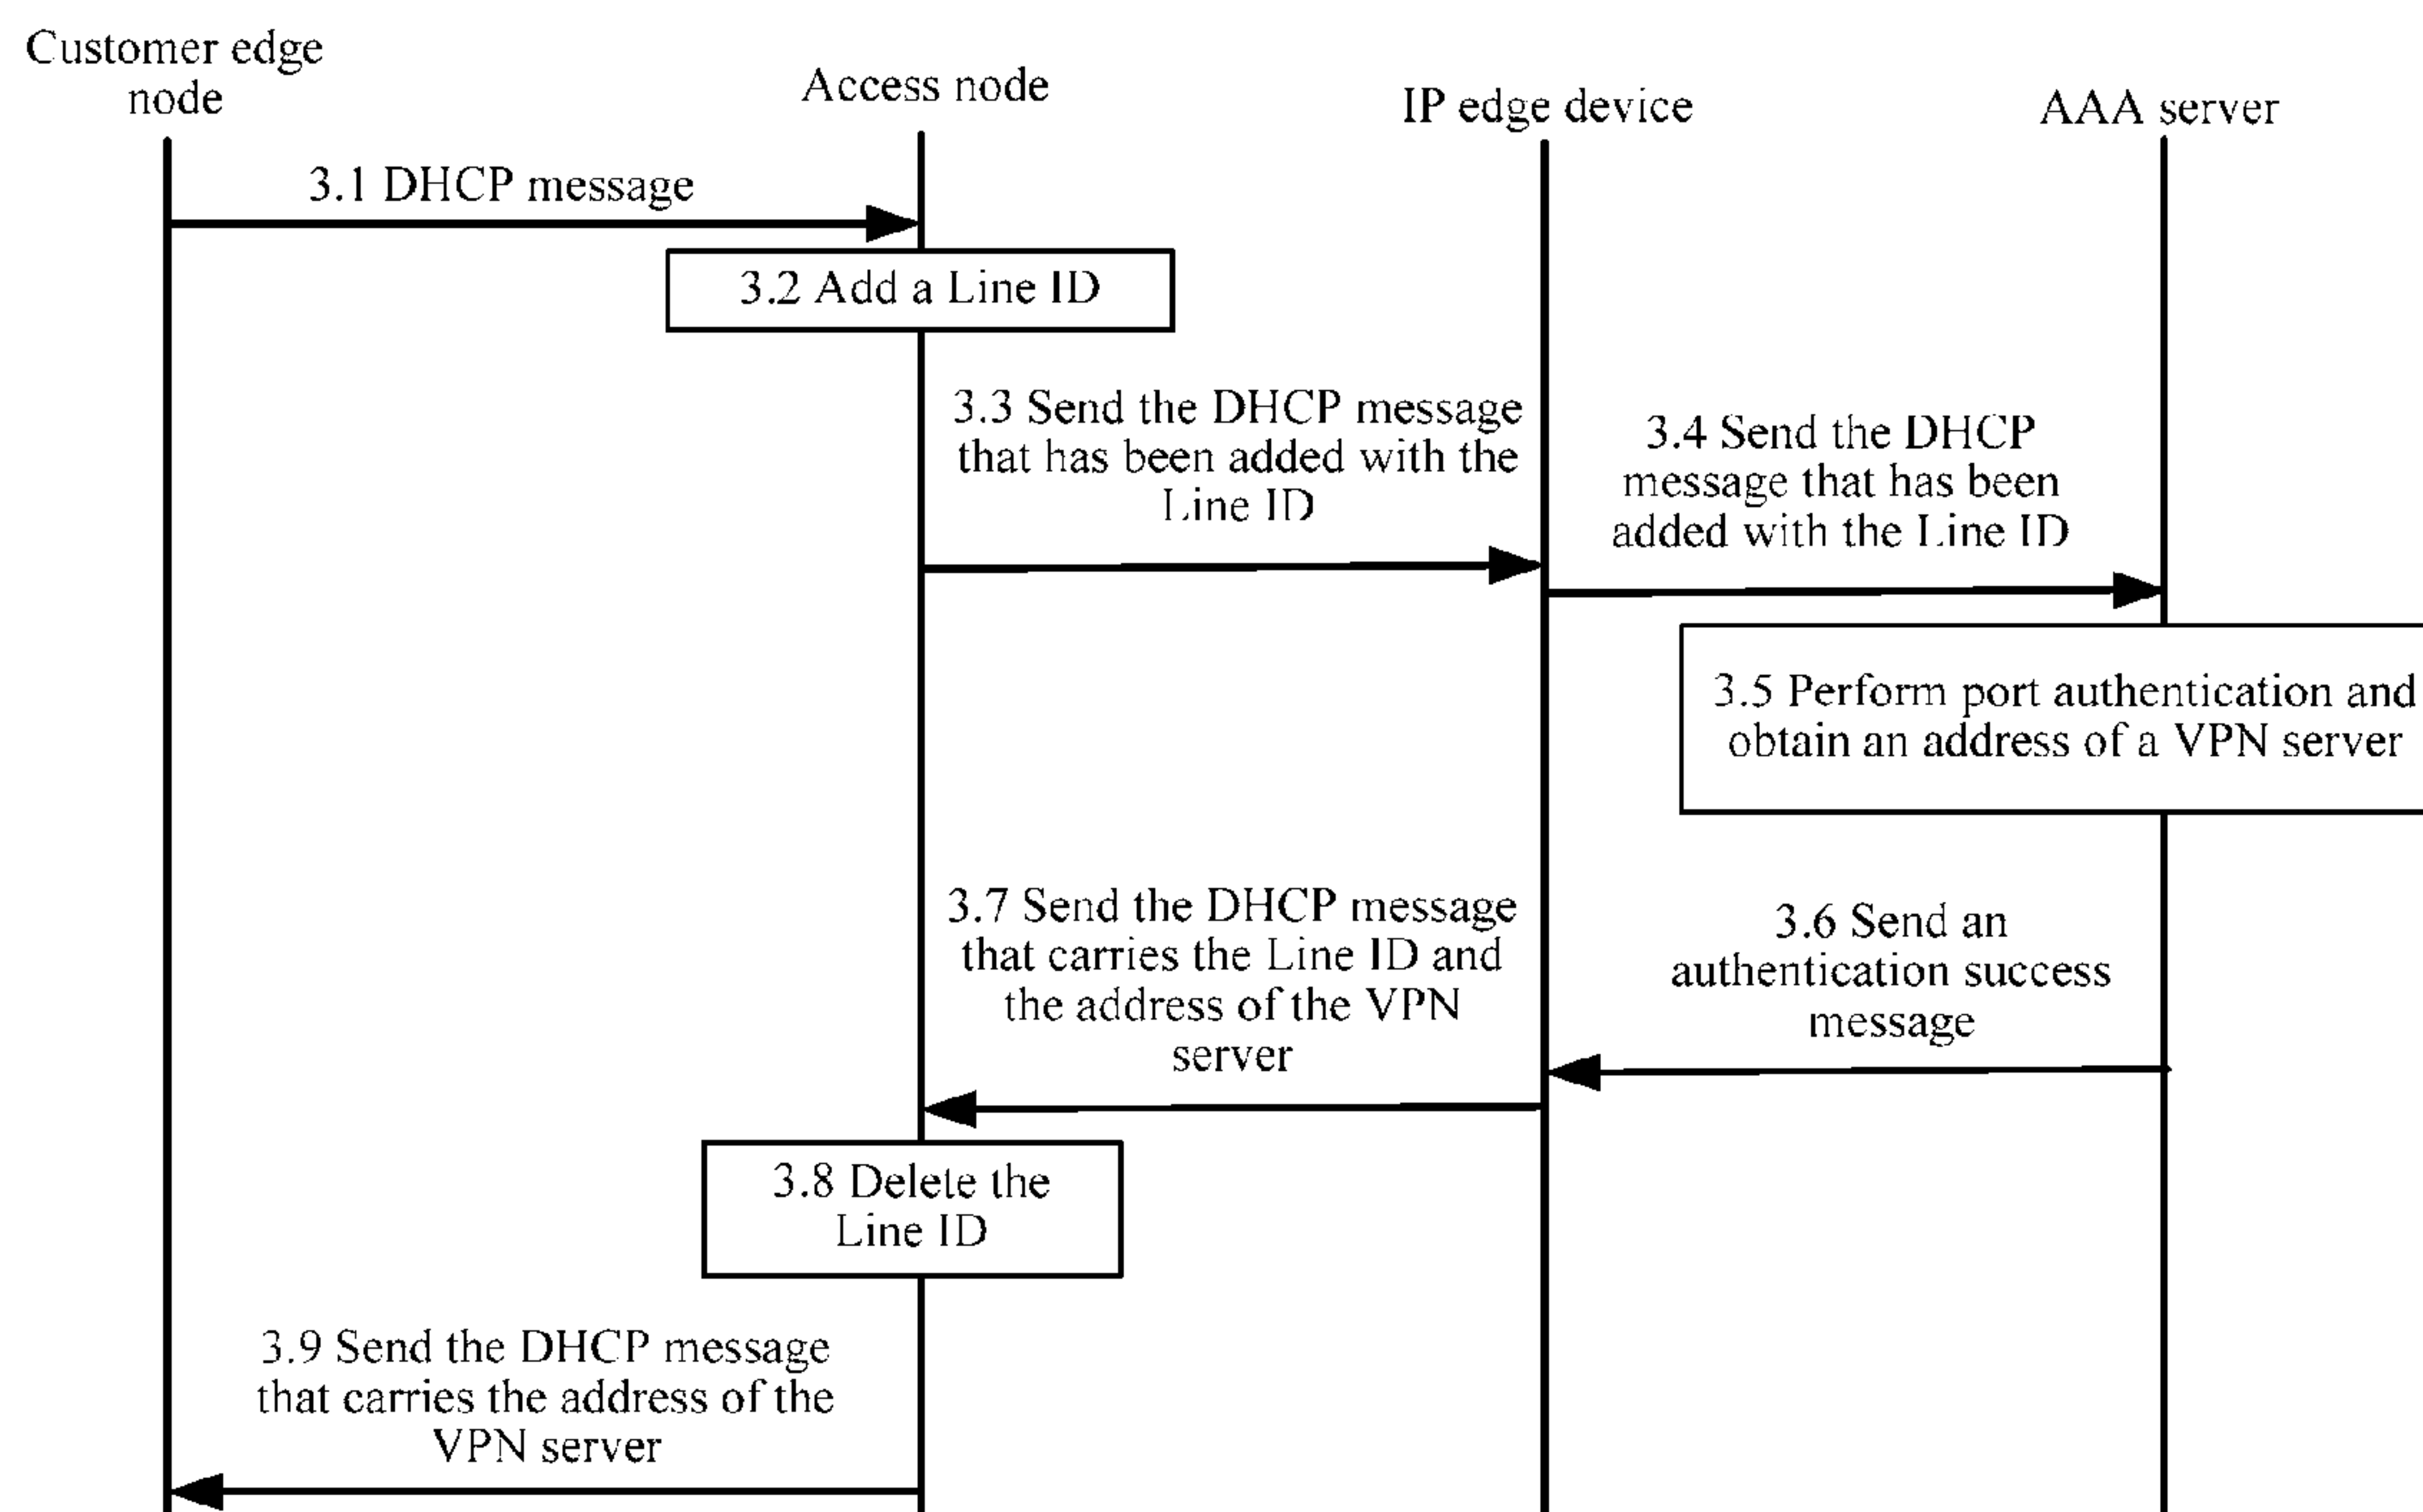 Customer edge
node
Access node
IP edge device
AAA server
3.1 DHCP message
3.2 Add a Line ID
3.3 Send the DHCP message
that has been added with the
Line ID
3.4 Send the DHCP
message that has been
added with the Line ID
3.5 Perform port authentication and
obtain an address of a VPN server
3.6 Send an
authentication success
message
3.7 Send the DHCP message
that carries the Line ID and
the address of the VPN
server
3.8 Delete the
Line ID
3.9 Send the DHCP message
that carries the address of the
VPN server